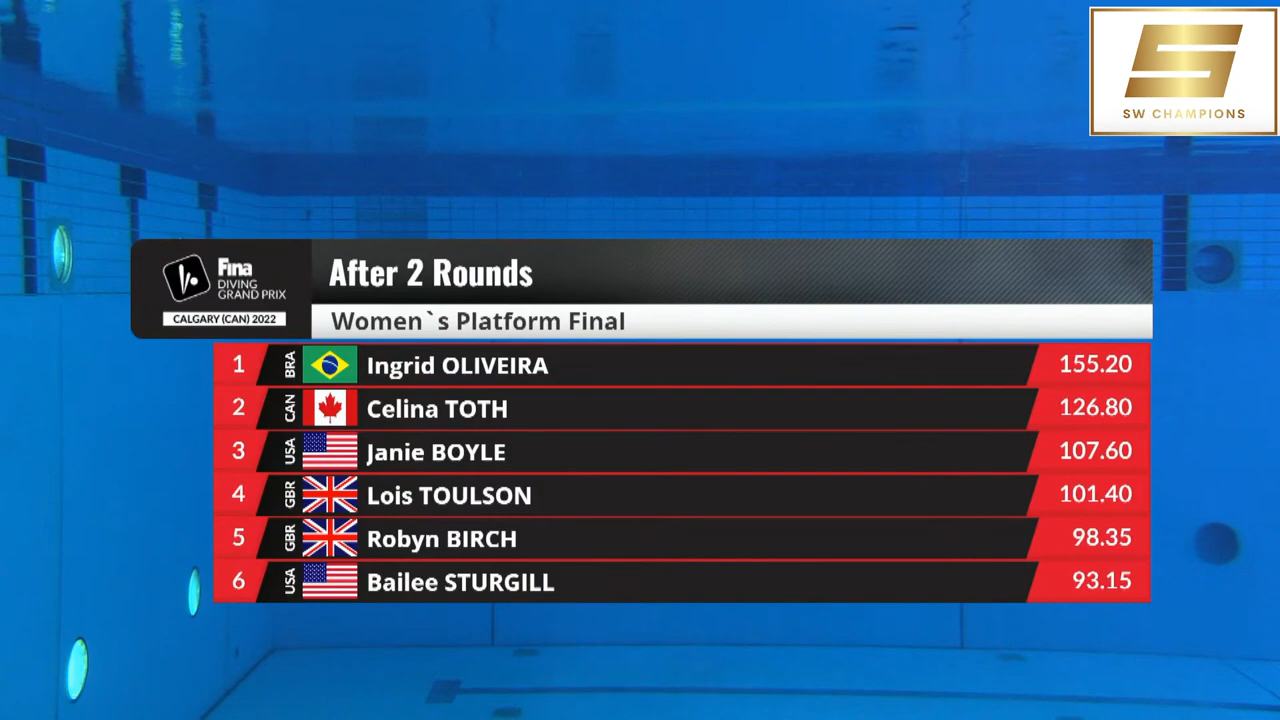 SW CHAMPIONS
Fina
DIVING
GRAND PRIX
CALGARY (CAN) 2022
After 2 Rounds
Women`s Platform Final
1 BRA Ingrid OLIVEIRA 155.20
2 CAN Celina TOTH 126.80
3 USA Janie BOYLE 107.60
4 GBR Lois TOULSON 101.40
5 GBR Robyn BIRCH 98.35
6 USA Bailee STURGILL 93.15